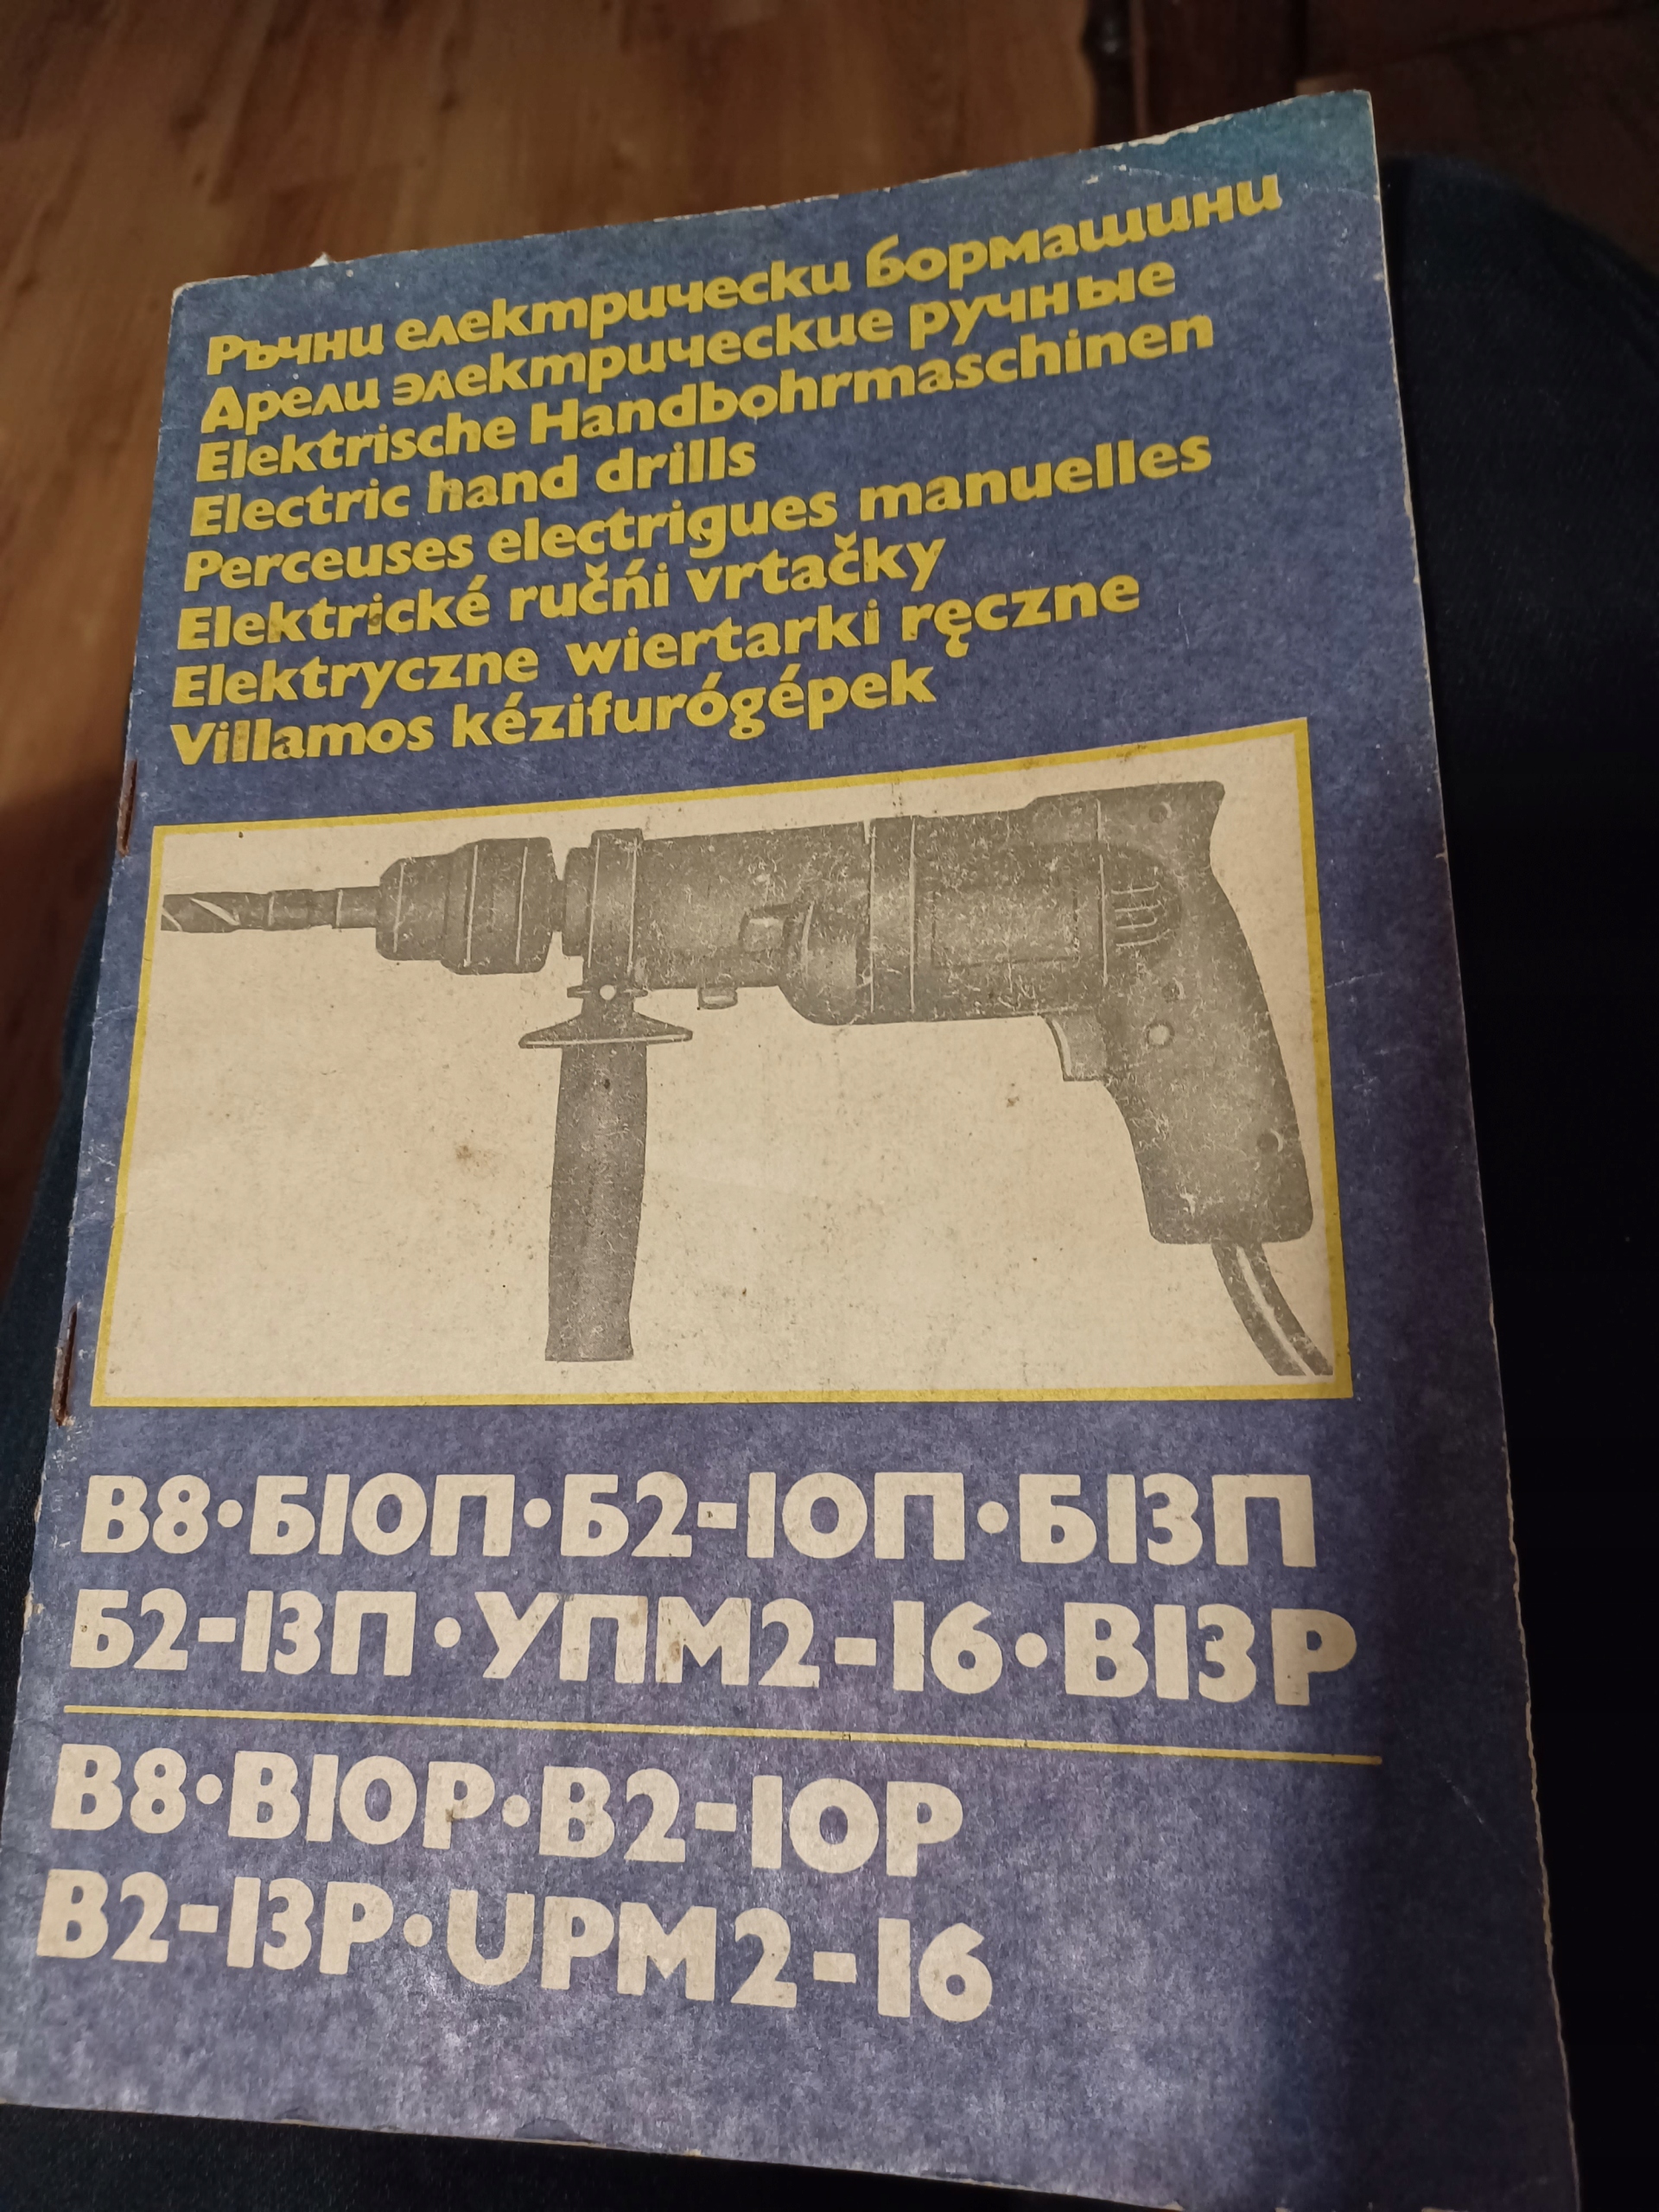 Ръчни електрически бормашини
Дрели электрические ручные
Elektrische Handbohrmaschinen
Electric hand drills
Perceuses electrigues manuelles
Elektrické ručńi vrtačky
Elektryczne wiertarki ręczne
Villamos kézifurógépek
В8•Б10П•Б2-10П•Б13П
Б2-13П•УПМ2-16•В13Р
B8•B10P•B2-10P
B2-13P•UPM2-16